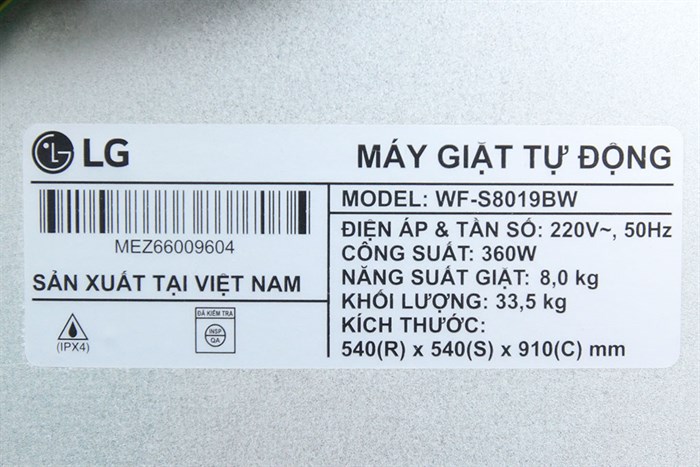 LG
MÁY GIẶT TỰ ĐỘNG
MEZ66009604
SẢN XUẤT TẠI VIỆT NAM
(IPX4)
ĐÃ KIỂM TRA
INSP
QA
MODEL: WF-S8019BW
ĐIỆN ÁP & TẦN SỐ: 220V~, 50Hz
CÔNG SUẤT: 360W
NĂNG SUẤT GIẶT: 8,0 kg
KHỐI LƯỢNG: 33,5 kg
KÍCH THƯỚC:
540(R) x 540(S) x 910(C) mm